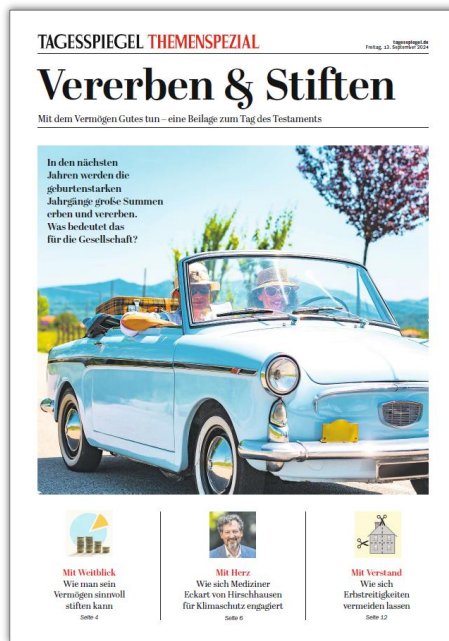 TAGESSPIEGEL THEMENSPEZIAL
tagesspiegel.de
Freitag, 13. September 2024
Vererben & Stiften
Mit dem Vermögen Gutes tun – eine Beilage zum Tag des Testaments
In den nächsten
Jahren werden die
geburtenstarken
Jahrgänge große Summen
erben und vererben.
Was bedeutet das
für die Gesellschaft?
Mit Weitblick
Wie man sein
Vermögen sinnvoll
stiften kann
Seite 4
Mit Herz
Wie sich Mediziner
Eckart von Hirschhausen
für Klimaschutz engagiert
Seite 6
Mit Verstand
Wie sich
Erbstreitigkeiten
vermeiden lassen
Seite 12